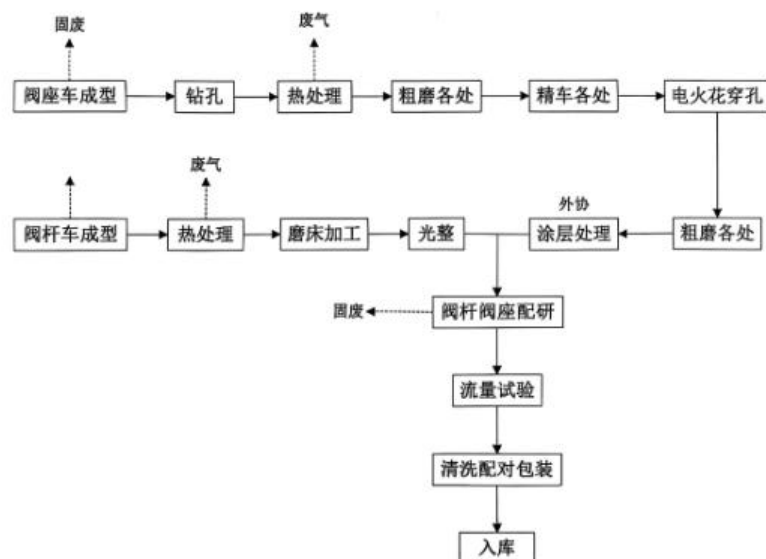 固废
废气
阀座车成型
钻孔
热处理
粗磨各处
精车各处
电火花穿孔
废气
外协
阀杆车成型
热处理
磨床加工
光整
涂层处理
粗磨各处
固废
阀杆阀座配研
流量试验
清洗配对包装
入库